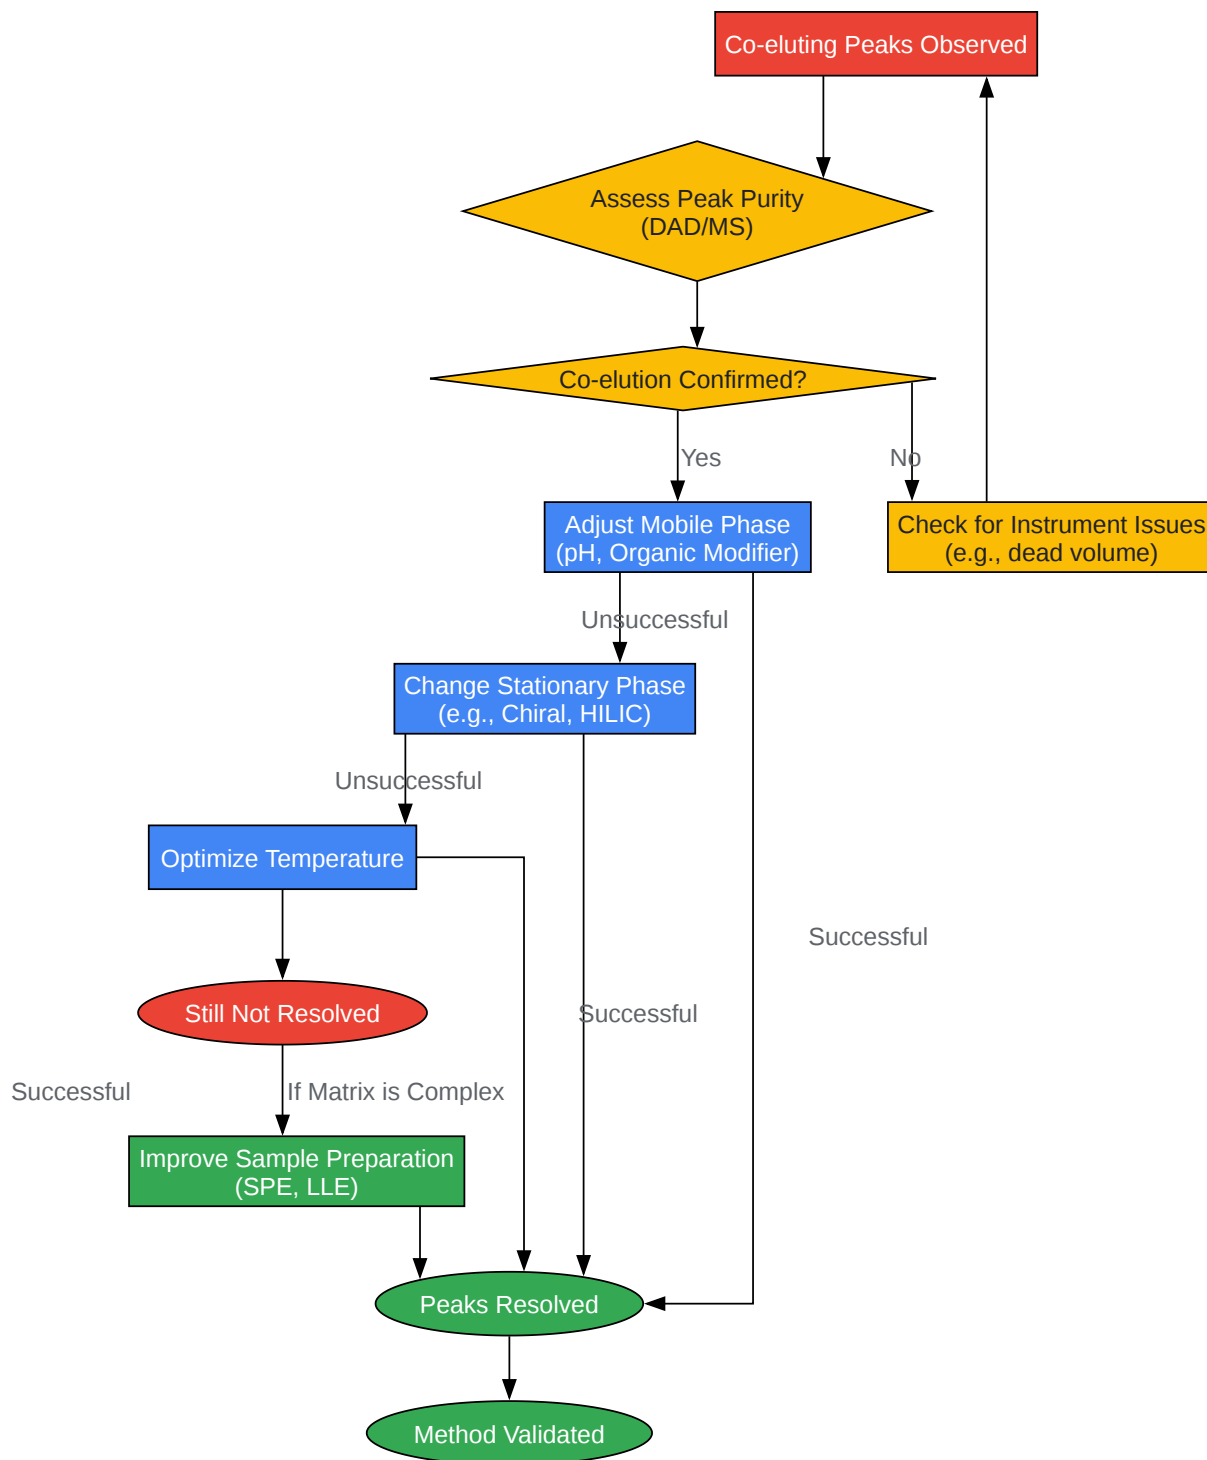 Co-eluting Peaks Observed
Assess Peak Purity
(DAD/MS)
Co-elution Confirmed?
Yes
No
Adjust Mobile Phase
(pH, Organic Modifier)
Check for Instrument Issues
(e.g., dead volume)
Unsuccessful
Change Stationary Phase
(e.g., Chiral, HILIC)
Unsuccessful
Optimize Temperature
Successful
Still Not Resolved
Successful
Successful
If Matrix is Complex
Improve Sample Preparation
(SPE, LLE)
Peaks Resolved
Method Validated